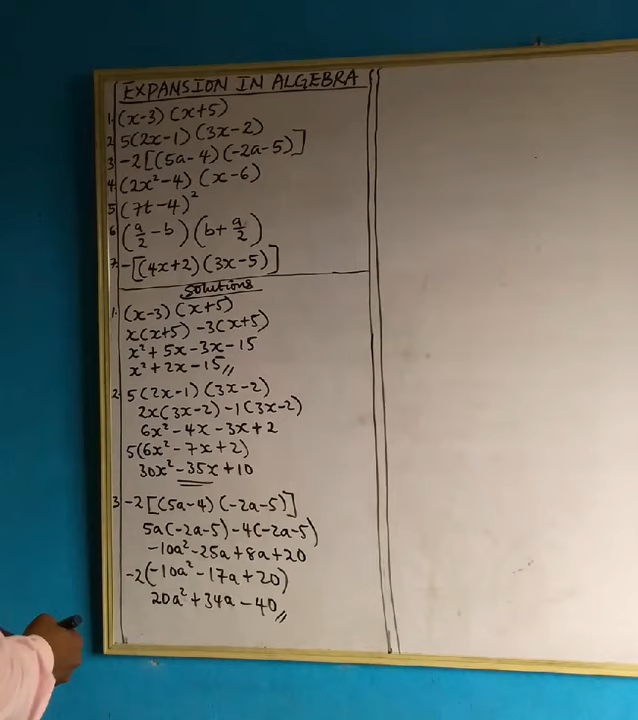 EXPANSION IN ALGEBRA
1. (x-3)(x+5)
2 5(2x-1)(3x-2)
3 -2[(5a-4)(-2a-5)]
4 (2x²-4)(x-6)
5 (7t-4)²
6 (a/2-b)(b+a/2)
7. -[(4x+2)(3x-5)]
Solutions
1. (x-3)(x+5)
x(x+5)-3(x+5)
x²+5x-3x-15
x²+2x-15//
2 5(2x-1)(3x-2)
2x(3x-2)-1(3x-2)
6x²-4x-3x+2
5(6x²-7x+2)
30x²-35x+10
3 -2[(5a-4)(-2a-5)]
5a(-2a-5)-4(-2a-5)
-10a²-25a+8a+20
-2(-10a²-17a+20)
20a²+34a-40//